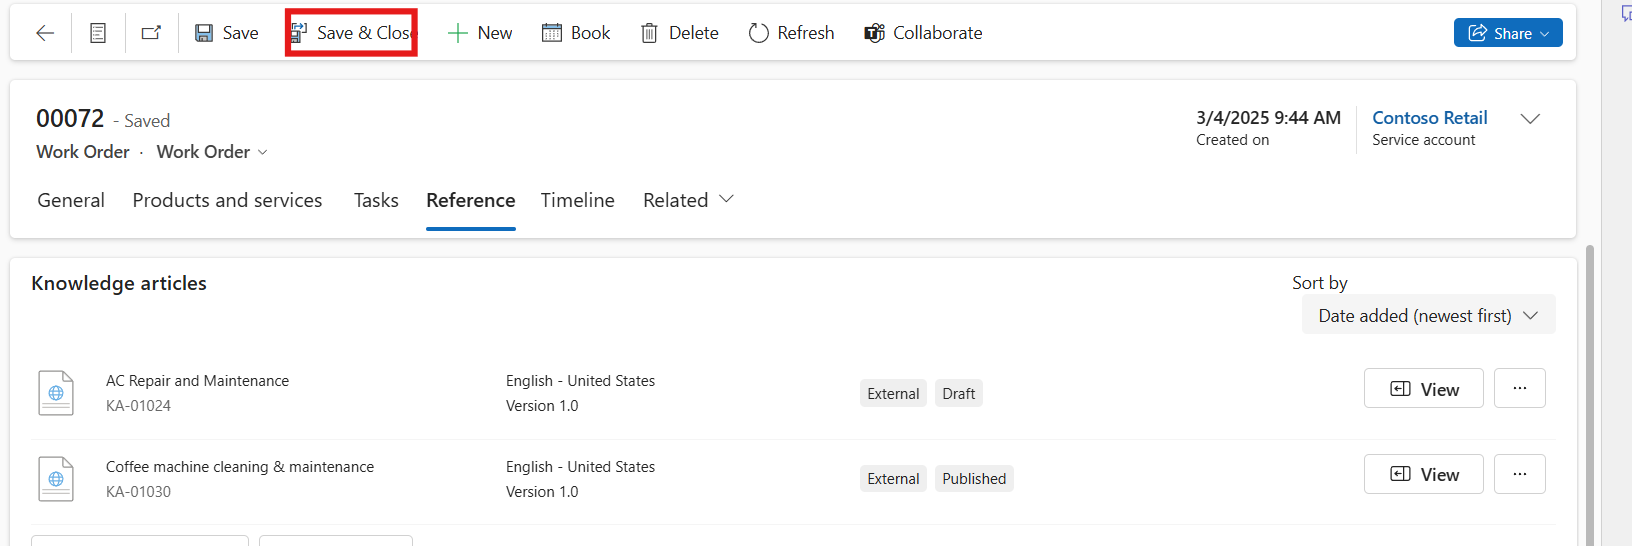 Save Save & Close New Book Delete Refresh Collaborate Share
00072 - Saved
Work Order · Work Order
3/4/2025 9:44 AM
Created on
Contoso Retail
Service account
General Products and services Tasks Reference Timeline Related
Knowledge articles
Sort by
Date added (newest first)
AC Repair and Maintenance
KA-01024
English - United States
Version 1.0
External Draft
View ...
Coffee machine cleaning & maintenance
KA-01030
English - United States
Version 1.0
External Published
View ...